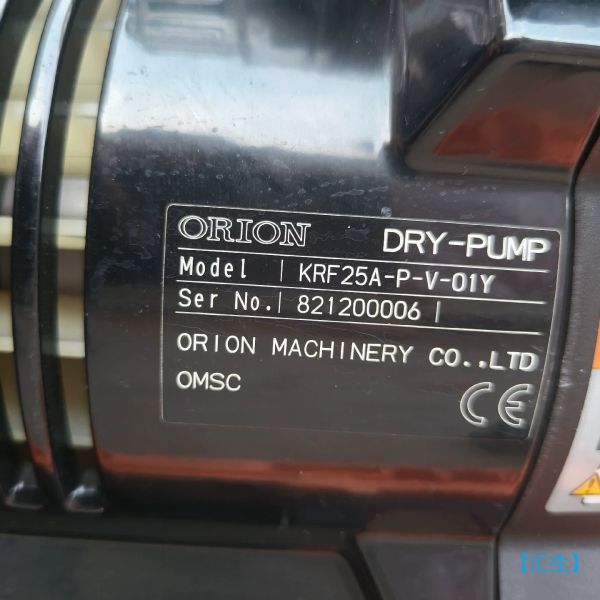 ORION DRY-PUMP
Model | KRF25A-P-V-01Y
Ser No. | 821200006 |
ORION MACHINERY CO.,LTD
OMSC
CE